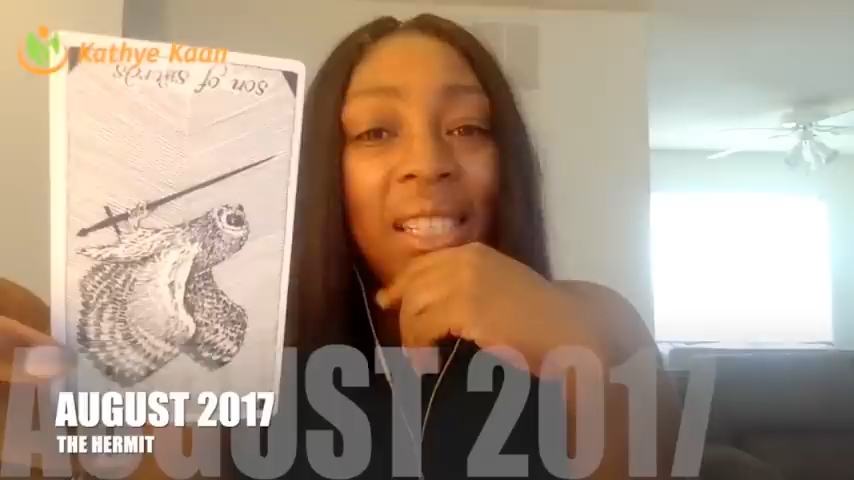 Kathye Kaan
son of swords
AUGUST 2017
AUGUST 2017
THE HERMIT